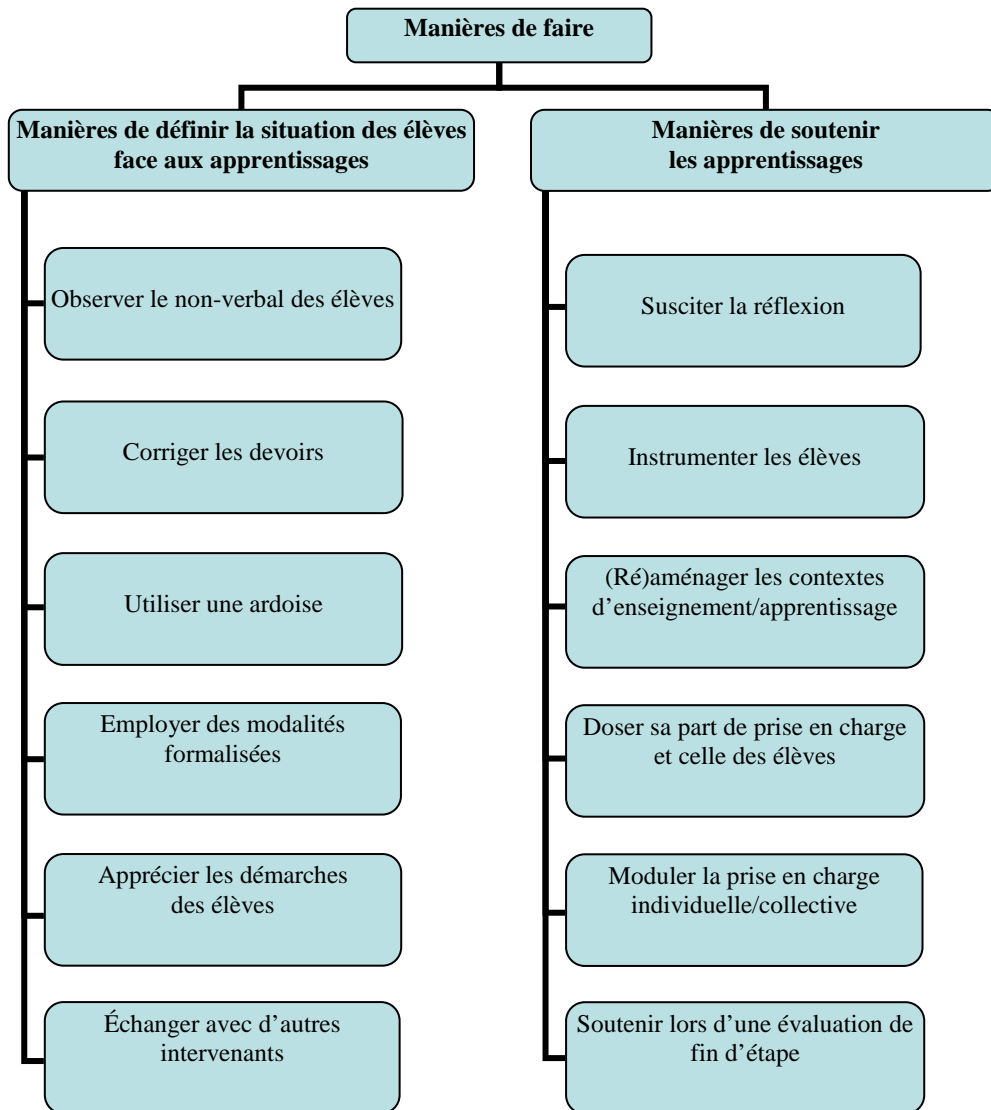 Manières de faire
Manières de définir la situation des élèves
face aux apprentissages
Observer le non-verbal des élèves
Corriger les devoirs
Utiliser une ardoise
Employer des modalités
formalisées
Apprécier les démarches
des élèves
Échanger avec d’autres
intervenants
Manières de soutenir
les apprentissages
Susciter la réflexion
Instrumenter les élèves
(Ré)aménager les contextes
d’enseignement/apprentissage
Doser sa part de prise en charge
et celle des élèves
Moduler la prise en charge
individuelle/collective
Soutenir lors d’une évaluation de
fin d’étape